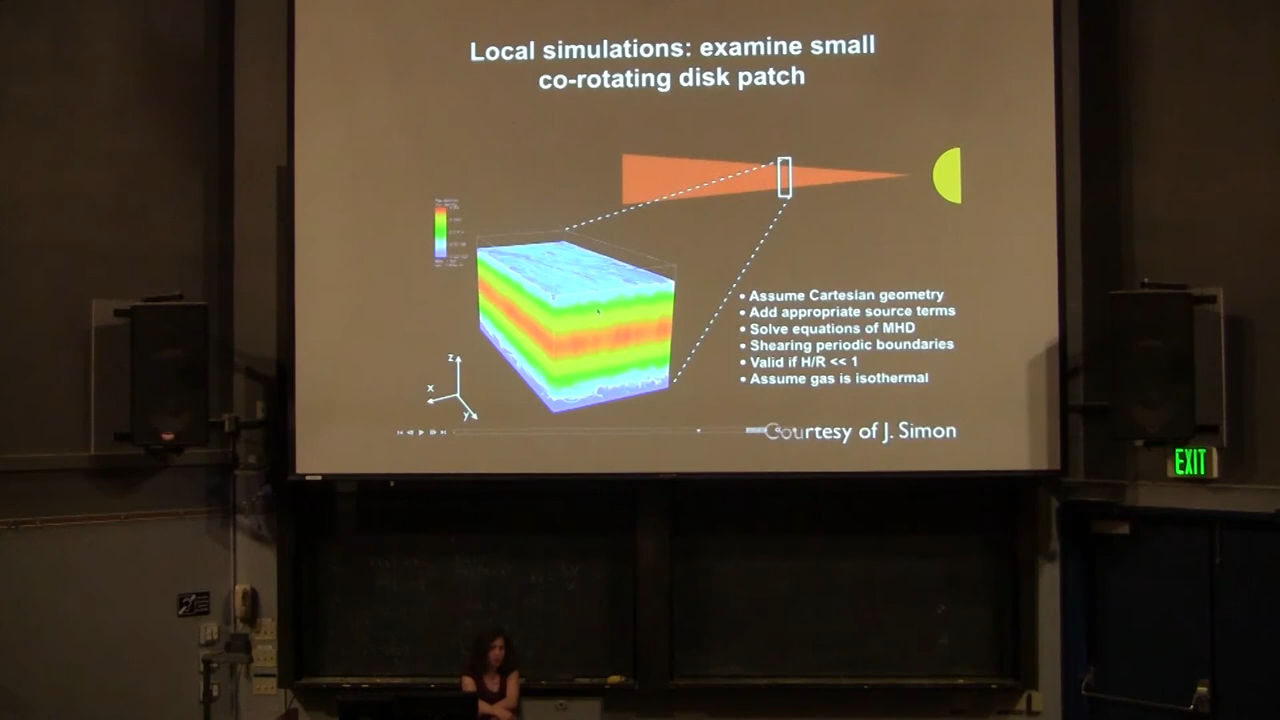 Local simulations: examine small
co-rotating disk patch
z
x
y
• Assume Cartesian geometry
• Add appropriate source terms
• Solve equations of MHD
• Shearing periodic boundaries
• Valid if H/R << 1
• Assume gas is isothermal
Courtesy of J. Simon
EXIT